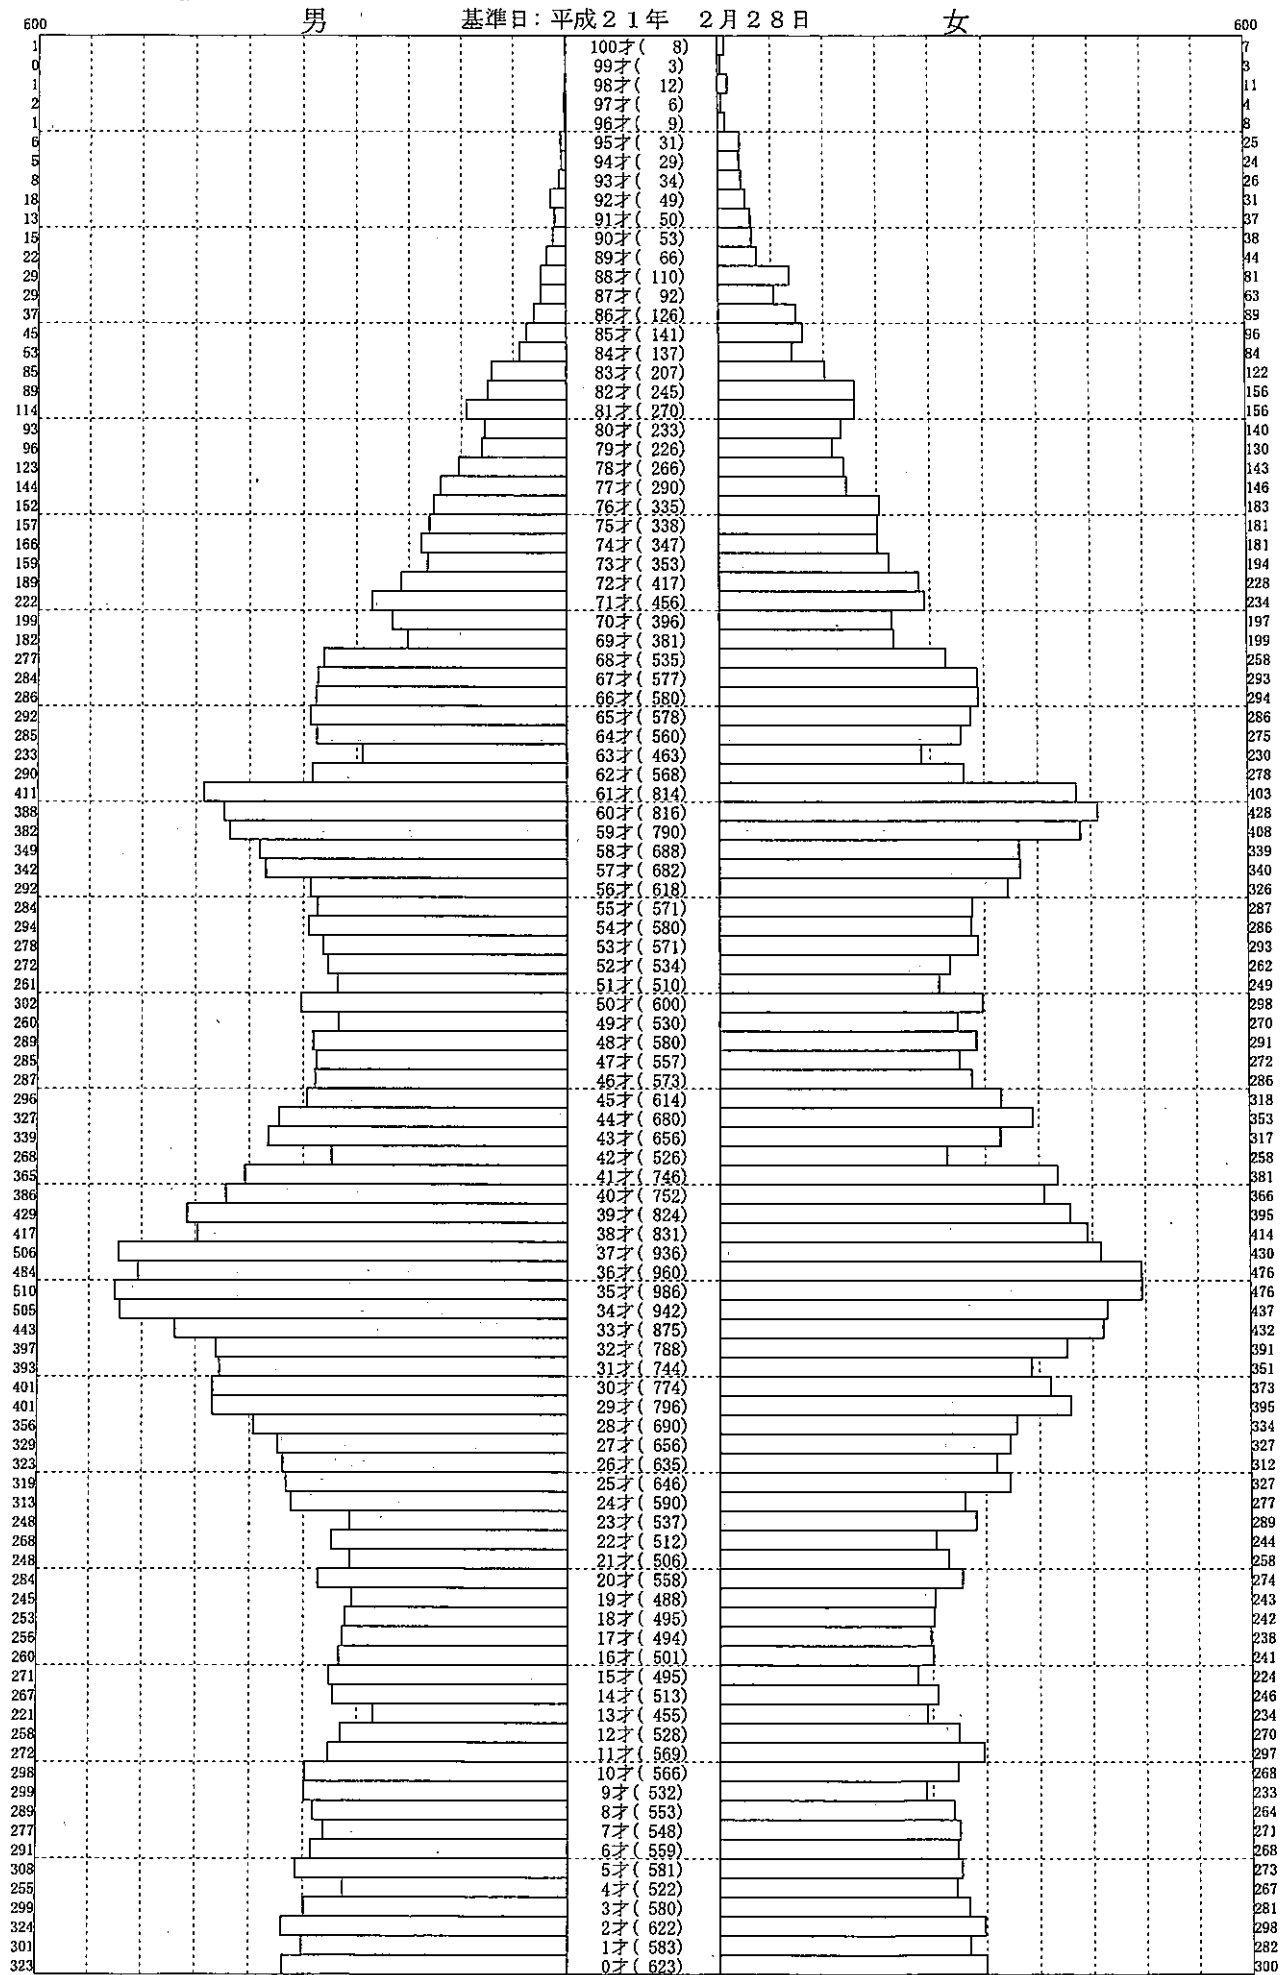 男 基準日：平成２１年 ２月２８日 女
600 600
1 100才( 8) 7
0 99才( 3) 3
1 98才( 12) 11
2 97才( 6) 4
1 96才( 9) 8
6 95才( 31) 25
5 94才( 29) 24
8 93才( 34) 26
18 92才( 49) 31
13 91才( 50) 37
15 90才( 53) 38
22 89才( 66) 44
29 88才( 110) 81
29 87才( 92) 63
37 86才( 126) 89
45 85才( 141) 96
63 84才( 137) 84
85 83才( 207) 122
89 82才( 245) 156
114 81才( 270) 156
93 80才( 233) 140
96 79才( 226) 130
123 78才( 266) 143
144 77才( 290) 146
152 76才( 335) 183
157 75才( 338) 181
166 74才( 347) 181
159 73才( 353) 194
189 72才( 417) 228
222 71才( 456) 234
199 70才( 396) 197
182 69才( 381) 199
277 68才( 535) 258
284 67才( 577) 293
286 66才( 580) 294
292 65才( 578) 286
285 64才( 560) 275
233 63才( 463) 230
290 62才( 568) 278
411 61才( 814) 403
388 60才( 816) 428
382 59才( 790) 408
349 58才( 688) 339
342 57才( 682) 340
292 56才( 618) 326
284 55才( 571) 287
294 54才( 580) 286
278 53才( 571) 293
272 52才( 534) 262
261 51才( 510) 249
302 50才( 600) 298
260 49才( 530) 270
289 48才( 580) 291
285 47才( 557) 272
287 46才( 573) 286
296 45才( 614) 318
327 44才( 680) 353
339 43才( 656) 317
268 42才( 526) 258
365 41才( 746) 381
386 40才( 752) 366
429 39才( 824) 395
417 38才( 831) 414
506 37才( 936) 430
484 36才( 960) 476
510 35才( 986) 476
505 34才( 942) 437
443 33才( 875) 432
397 32才( 788) 391
393 31才( 744) 351
401 30才( 774) 373
401 29才( 796) 395
356 28才( 690) 334
329 27才( 656) 327
323 26才( 635) 312
319 25才( 646) 327
313 24才( 590) 277
248 23才( 537) 289
268 22才( 512) 244
248 21才( 506) 258
284 20才( 558) 274
245 19才( 488) 243
253 18才( 495) 242
256 17才( 494) 238
260 16才( 501) 241
271 15才( 495) 224
267 14才( 513) 246
221 13才( 455) 234
258 12才( 528) 270
272 11才( 569) 297
298 10才( 566) 268
299 9才( 532) 233
289 8才( 553) 264
277 7才( 548) 271
291 6才( 559) 268
308 5才( 581) 273
255 4才( 522) 267
299 3才( 580) 281
324 2才( 622) 298
301 1才( 583) 282
323 0才( 623) 300